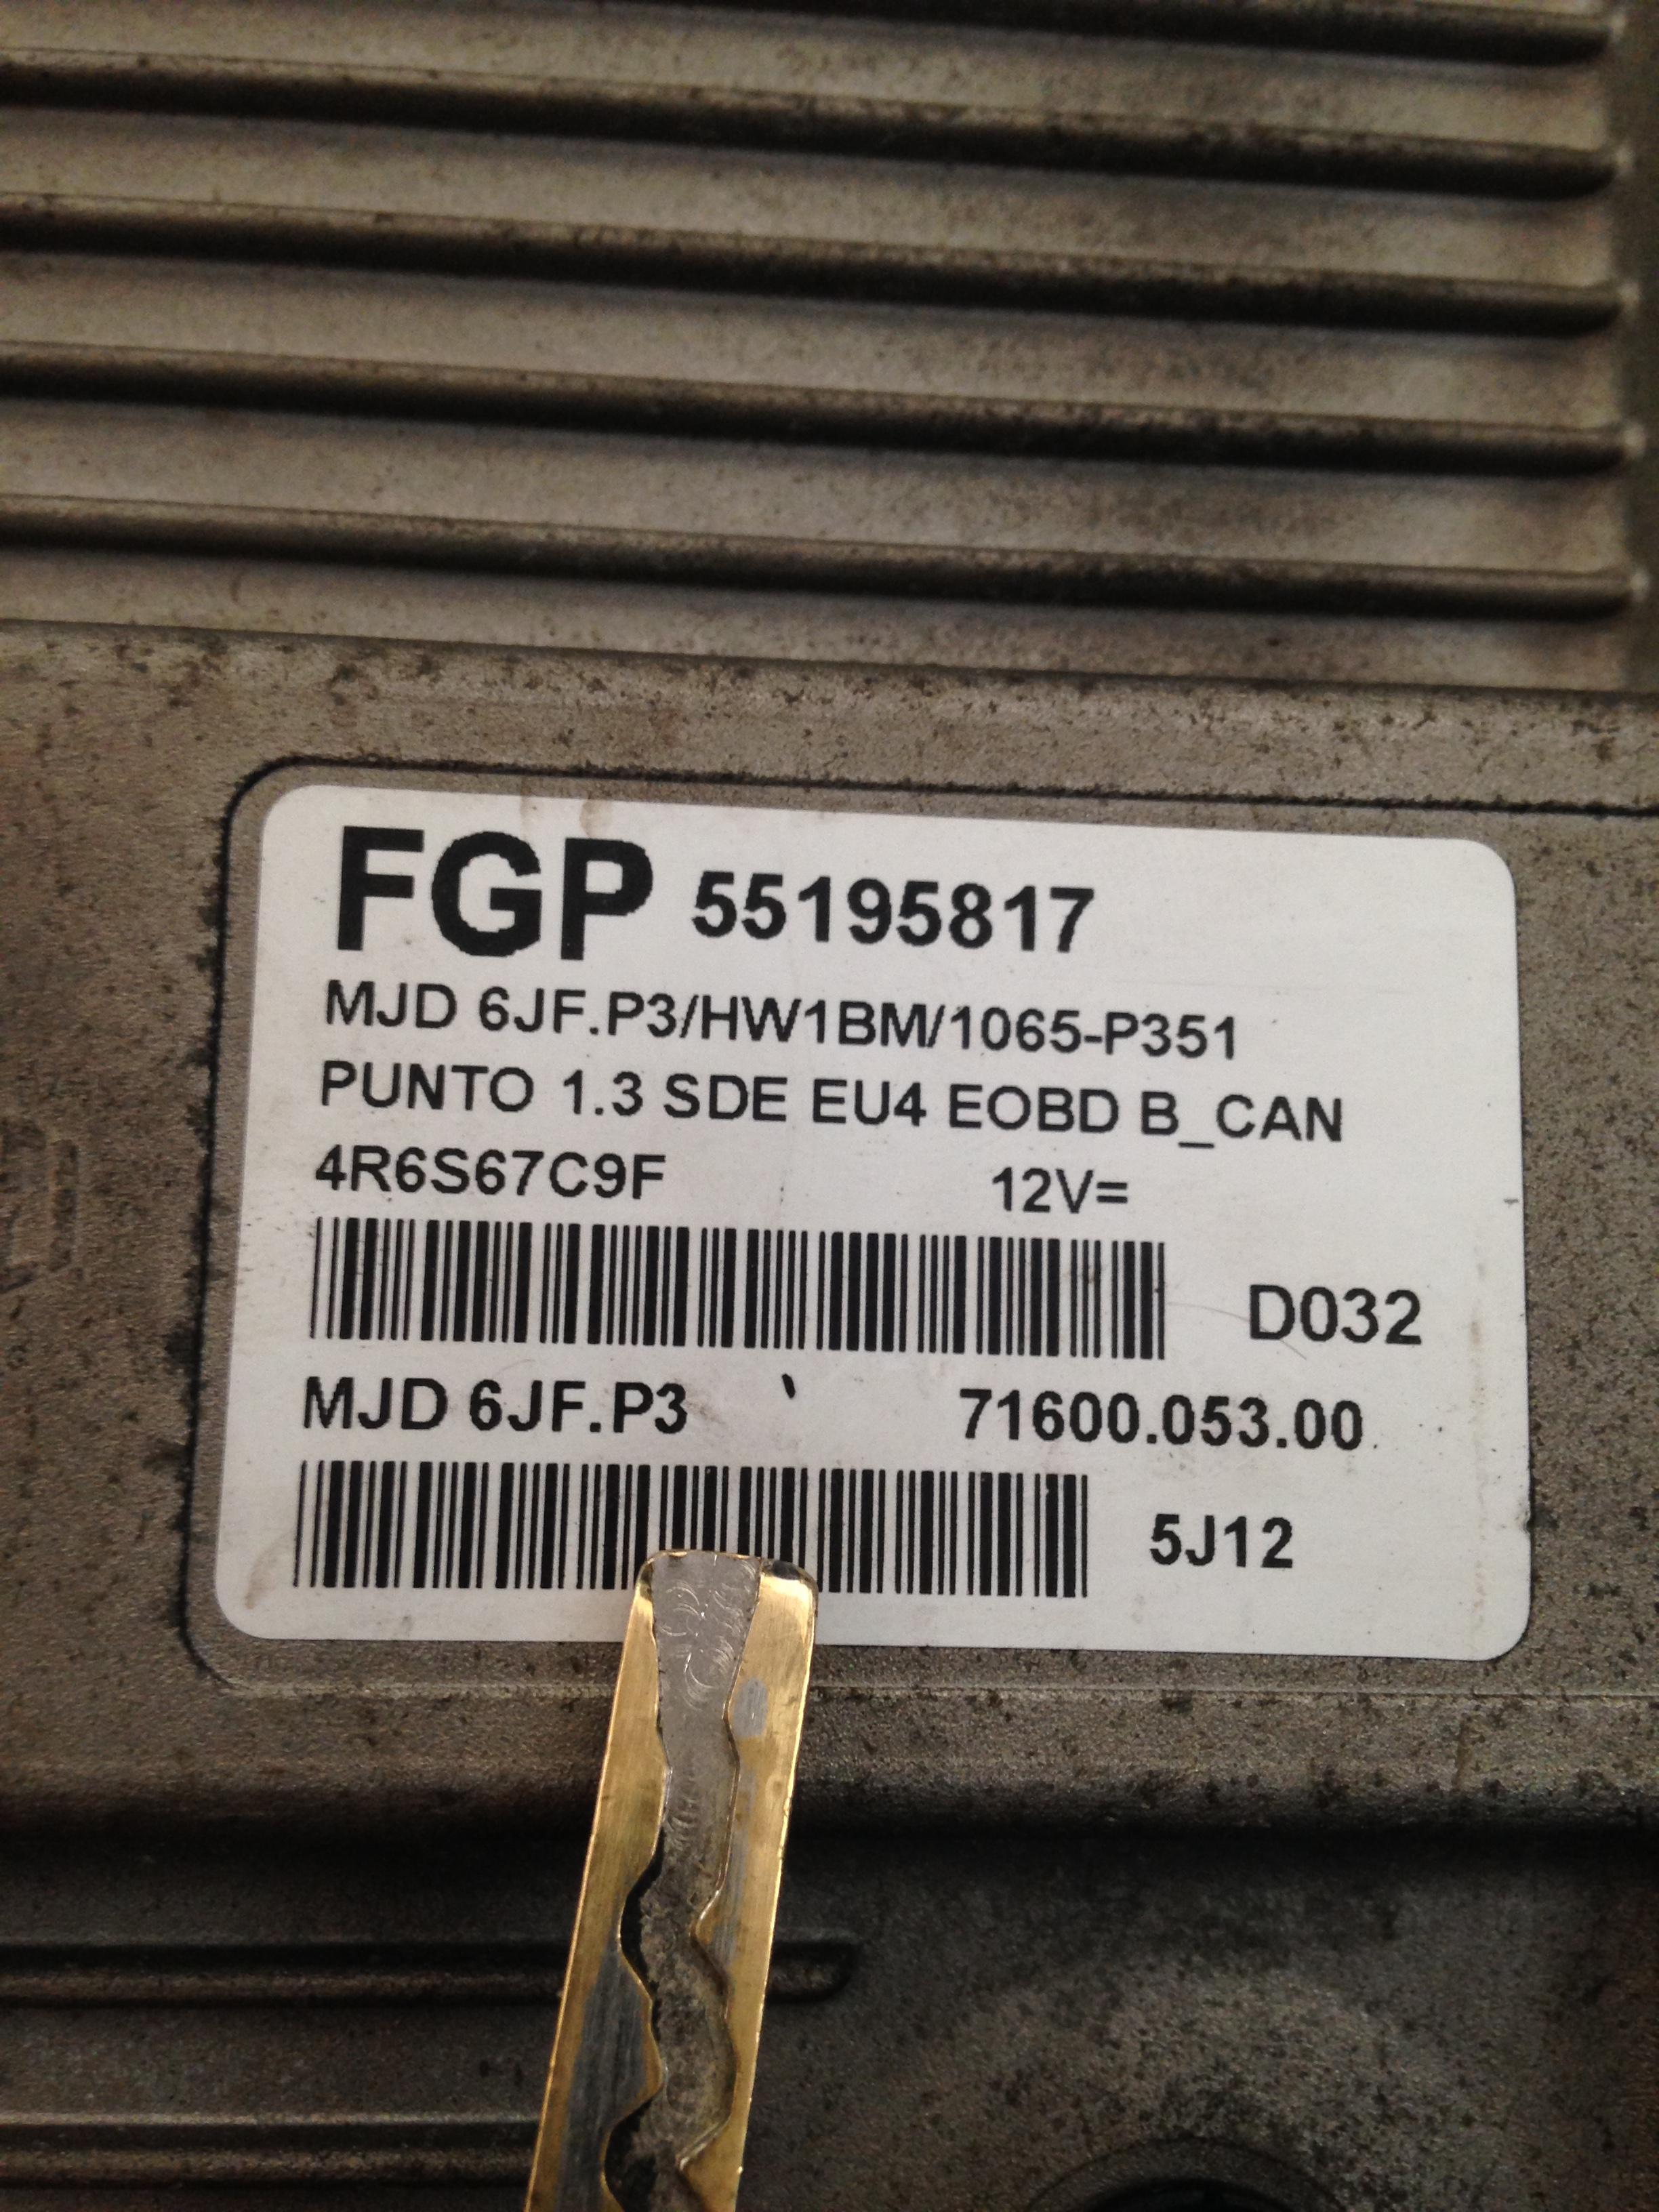 FGP 55195817
MJD 6JF.P3/HW1BM/1065-P351
PUNTO 1.3 SDE EU4 EOBD B_CAN
4R6S67C9F 12V=
D032
MJD 6JF.P3 71600.053.00
5J12